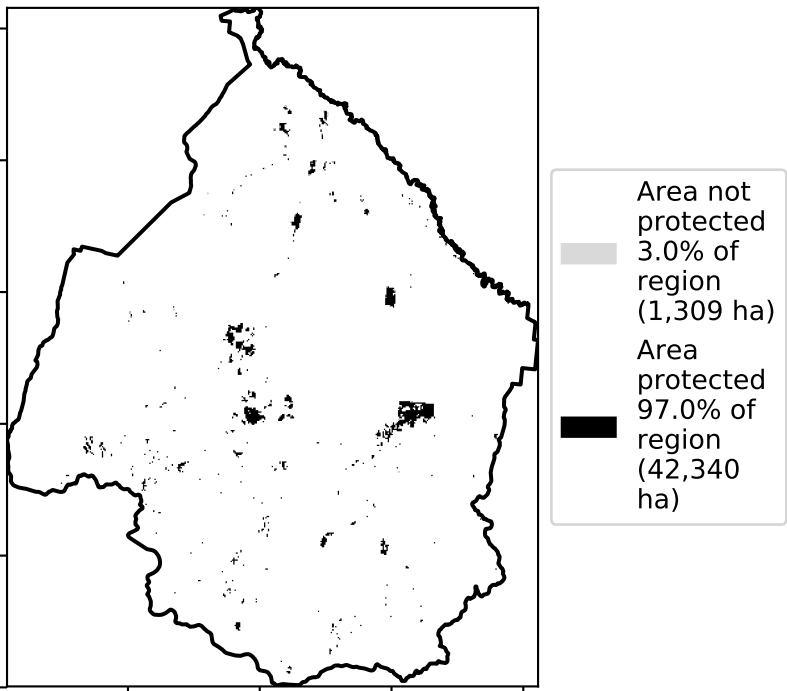 Area not
protected
3.0% of
region
(1,309 ha)
Area
protected
97.0% of
region
(42,340
ha)